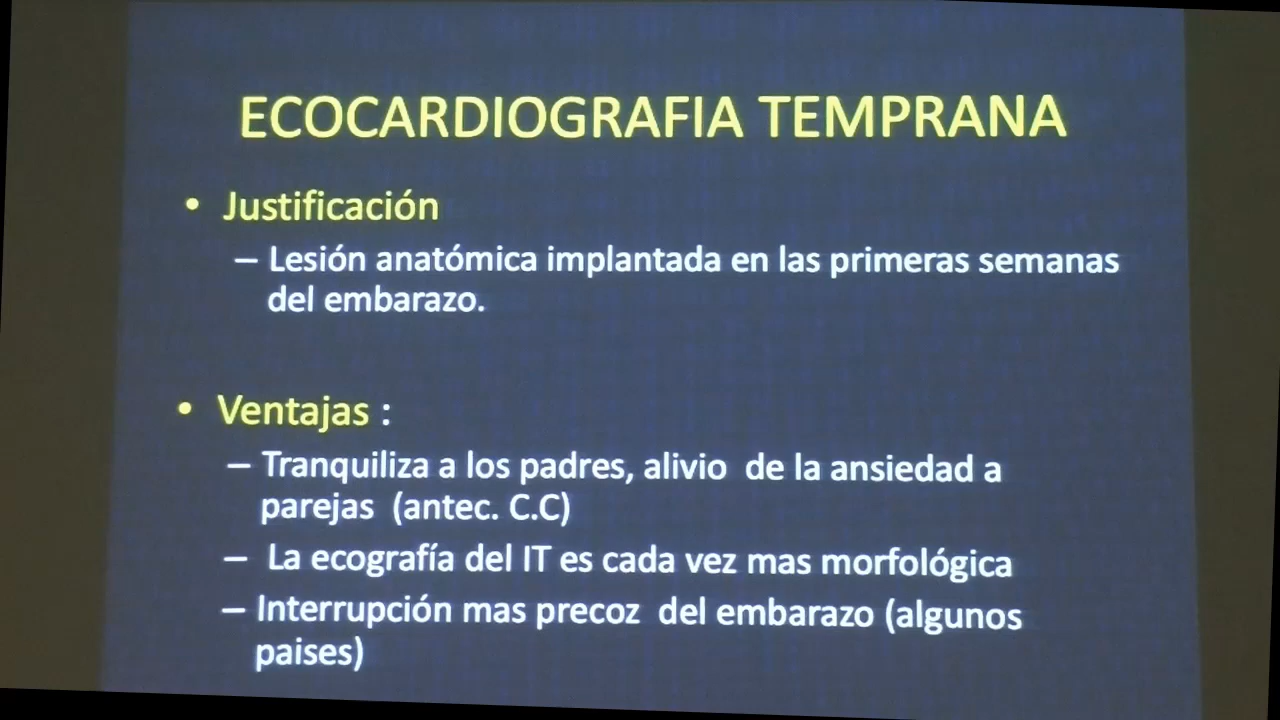 ECOCARDIOGRAFIA TEMPRANA
• Justificación
– Lesión anatómica implantada en las primeras semanas
del embarazo.
• Ventajas :
– Tranquiliza a los padres, alivio de la ansiedad a
parejas (antec. C.C)
– La ecografía del IT es cada vez mas morfológica
– Interrupción mas precoz del embarazo (algunos
paises)